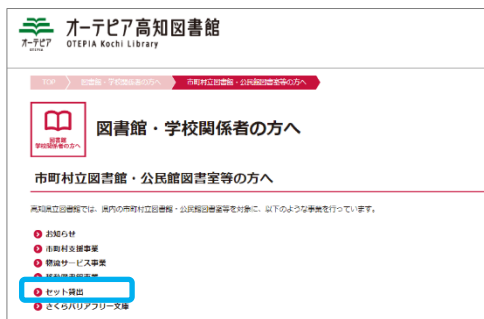 オーテピア高知図書館
オーテピア
OTEPIA
OTEPIA Kochi Library
TOP
図書館・学校関係者の方へ
市町村立図書館・公民館図書室等の方へ
図書館
学校関係者の方へ
図書館・学校関係者の方へ
市町村立図書館・公民館図書室等の方へ
高知県立図書館では、県内の市町村立図書館・公民館図書室等を対象に、以下のような事業を行っています。
お知らせ
市町村支援事業
物流サービス事業
セット貸出
さくらバリアフリー文庫